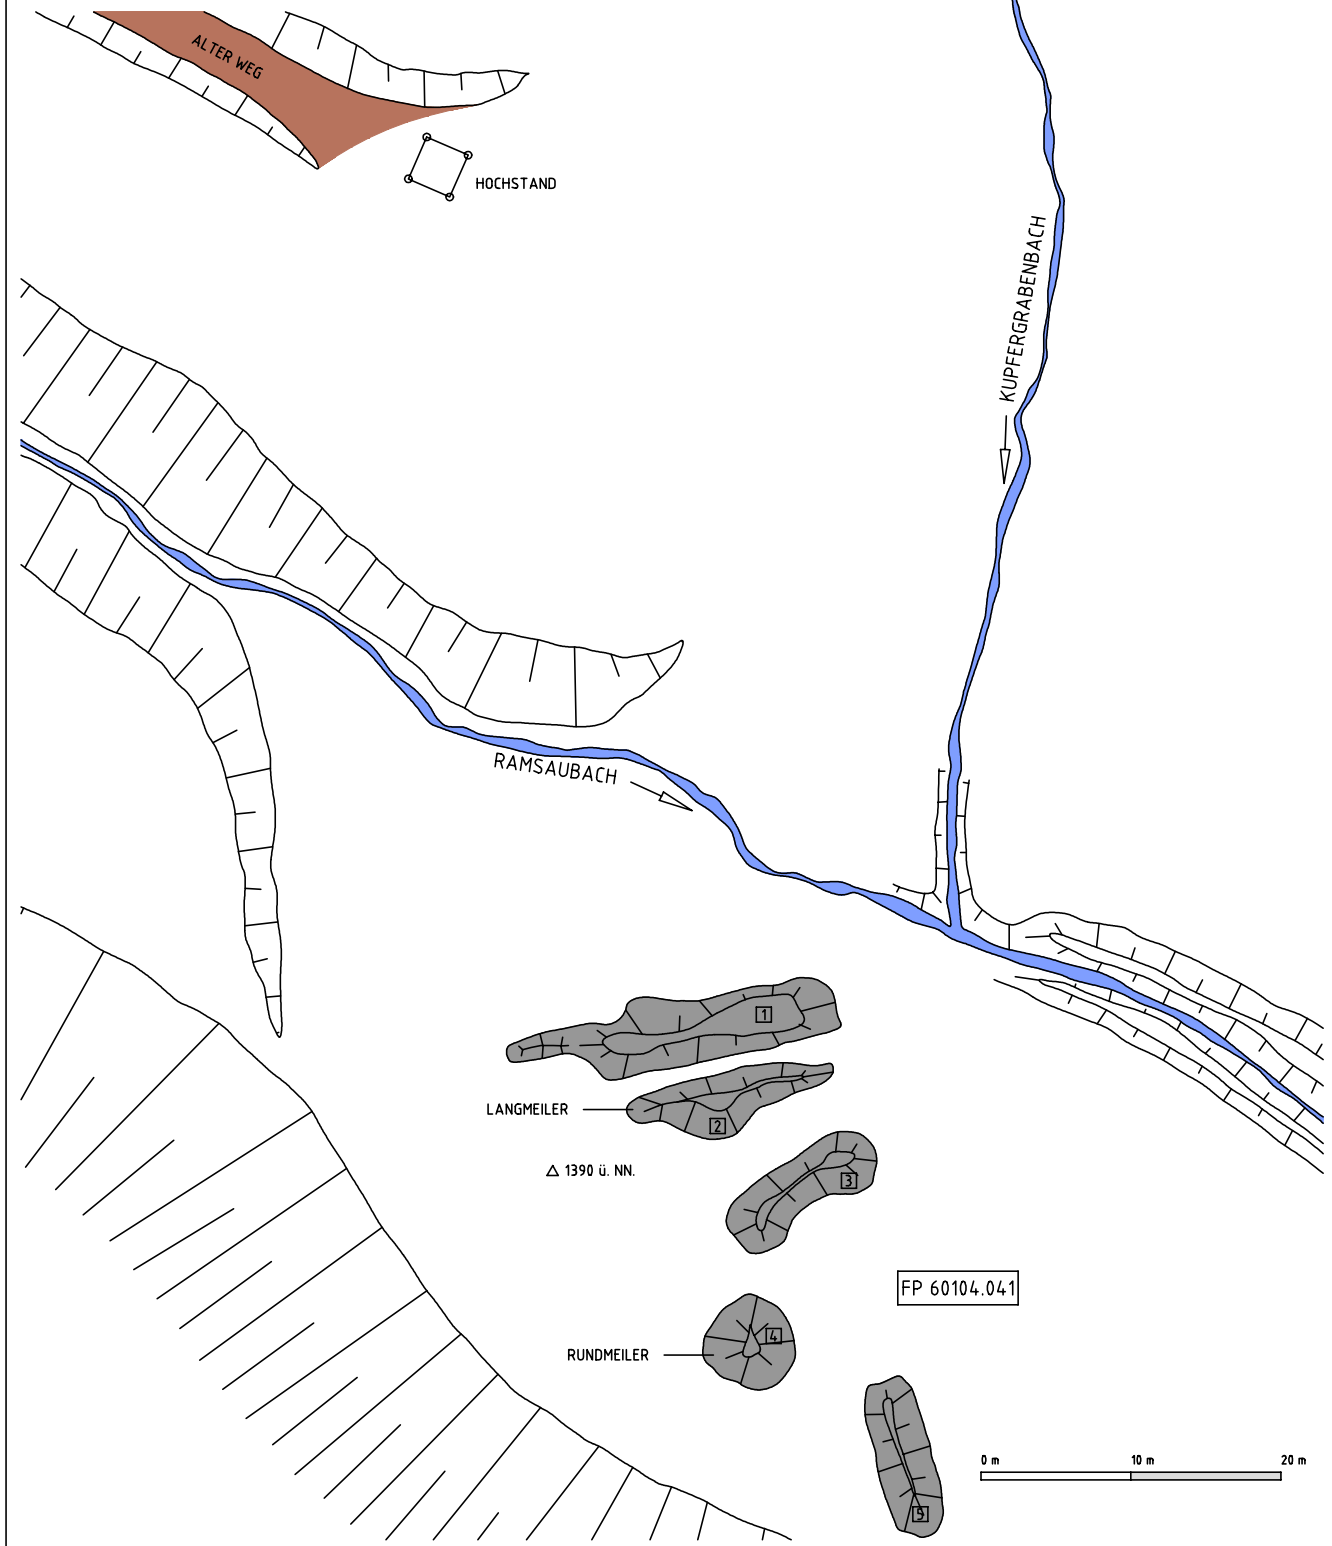 ALTER WEG
HOCHSTAND
KUPFERGRABENBACH
RAMSAUBACH
1
LANGMEILER
2
△ 1390 ü. NN.
3
FP 60104.041
4
RUNDMEILER
0 m 10 m 20 m
5